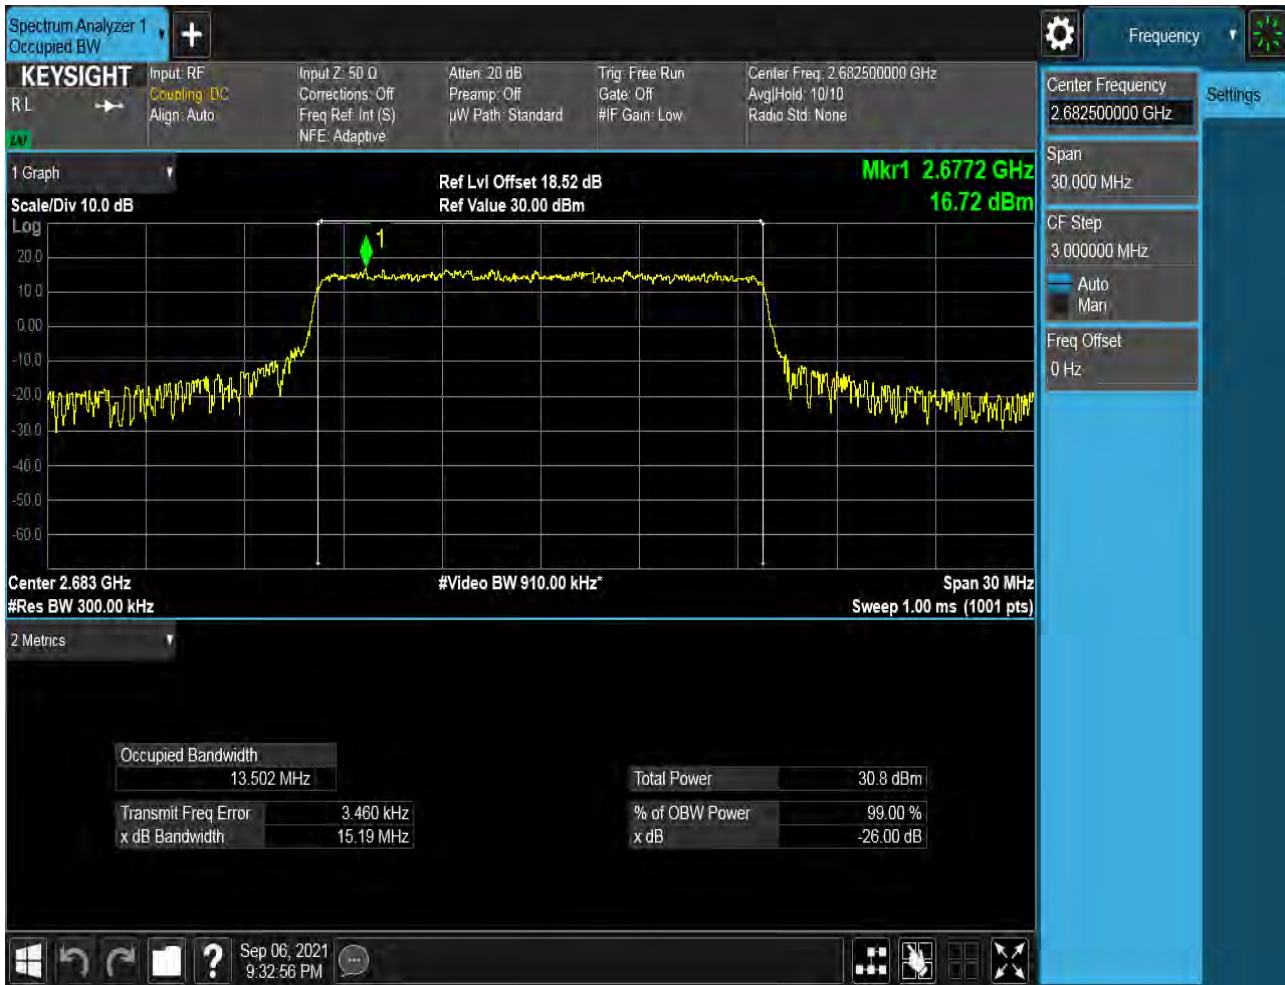 Spectrum Analyzer 1
Occupied BW
Frequency
KEYSIGHT
R L
LXI
Input: RF
Coupling: DC
Align: Auto
Input Z: 50 Ω
Corrections: Off
Freq Ref: Int (S)
NFE: Adaptive
Atten: 20 dB
Preamp: Off
µW Path: Standard
Trig: Free Run
Gate: Off
#IF Gain: Low
Center Freq: 2.682500000 GHz
Avg|Hold: 10/10
Radio Std: None
Center Frequency
2.682500000 GHz
Settings
Span
30.000 MHz
CF Step
3.000000 MHz
Auto
Man
Freq Offset
0 Hz
1 Graph
Scale/Div 10.0 dB
Ref Lvl Offset 18.52 dB
Ref Value 30.00 dBm
Mkr1 2.6772 GHz
16.72 dBm
Log
1
20.0
10.0
0.00
-10.0
-20.0
-30.0
-40.0
-50.0
-60.0
Center 2.683 GHz
#Video BW 910.00 kHz*
Span 30 MHz
#Res BW 300.00 kHz
Sweep 1.00 ms (1001 pts)
2 Metrics
Occupied Bandwidth
13.502 MHz
Total Power 30.8 dBm
Transmit Freq Error 3.460 kHz
% of OBW Power 99.00 %
x dB Bandwidth 15.19 MHz
x dB -26.00 dB
?
Sep 06, 2021
9:32:56 PM